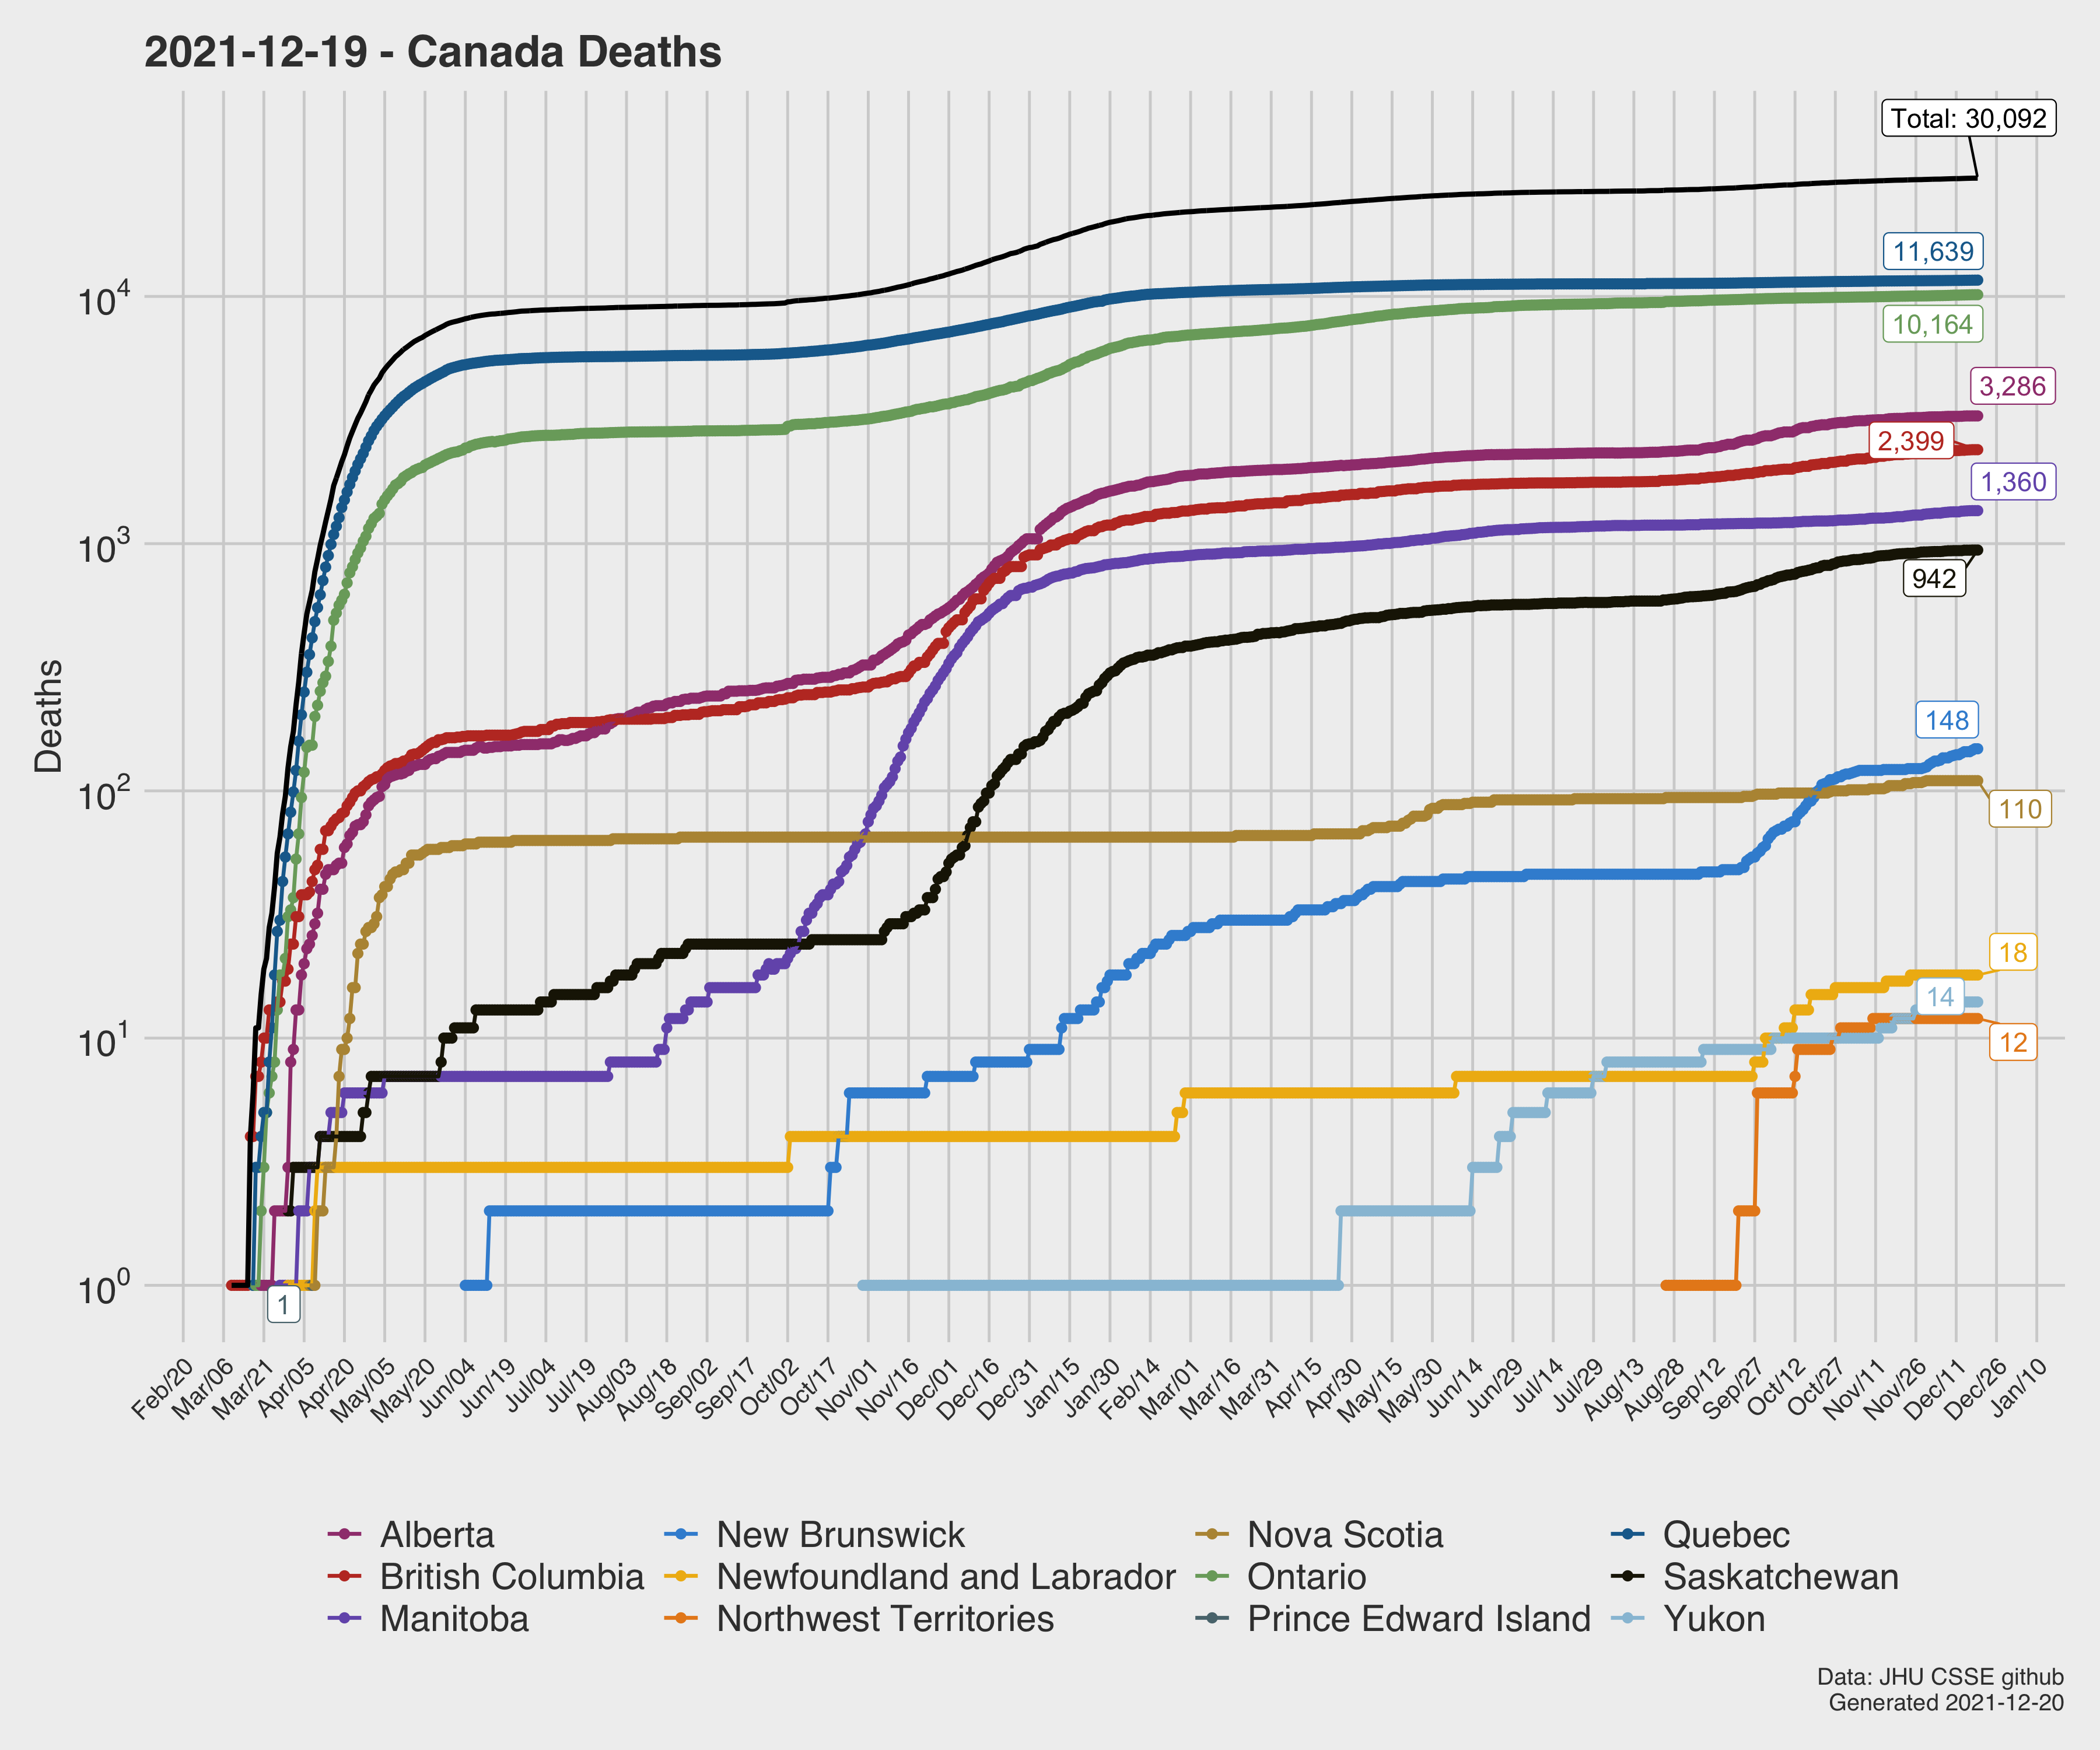 2021-12-19 - Canada Deaths
Total: 30,092
11,639
10,164
3,286
2,399
1,360
942
148
110
18
14
12
1
Deaths
10^4
10^3
10^2
10^1
10^0
Feb/20
Mar/06
Mar/21
Apr/05
Apr/20
May/05
May/20
Jun/04
Jun/19
Jul/04
Jul/19
Aug/03
Aug/18
Sep/02
Sep/17
Oct/02
Oct/17
Nov/01
Nov/16
Dec/01
Dec/16
Dec/31
Jan/15
Jan/30
Feb/14
Mar/01
Mar/16
Mar/31
Apr/15
Apr/30
May/15
May/30
Jun/14
Jun/29
Jul/14
Jul/29
Aug/13
Aug/28
Sep/12
Sep/27
Oct/12
Oct/27
Nov/11
Nov/26
Dec/11
Dec/26
Jan/10
Alberta
British Columbia
Manitoba
New Brunswick
Newfoundland and Labrador
Northwest Territories
Nova Scotia
Ontario
Prince Edward Island
Quebec
Saskatchewan
Yukon
Data: JHU CSSE github
Generated 2021-12-20